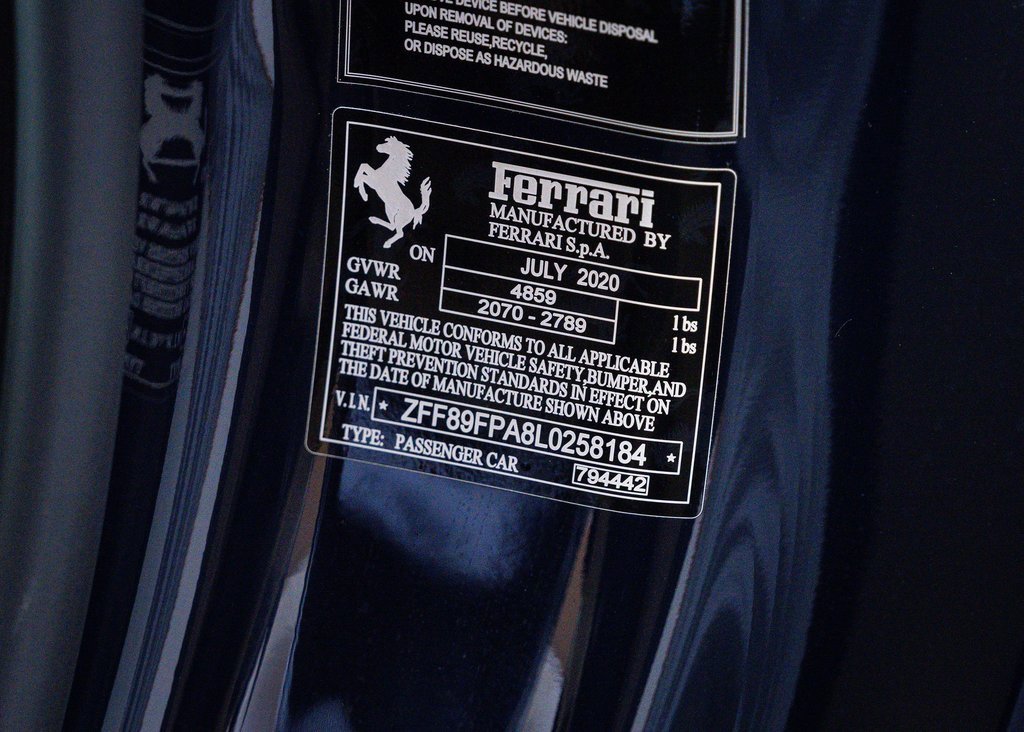 DEVICE BEFORE VEHICLE DISPOSAL
UPON REMOVAL OF DEVICES:
PLEASE REUSE,RECYCLE,
OR DISPOSE AS HAZARDOUS WASTE
Ferrari
MANUFACTURED BY
FERRARI S.p.A.
ON JULY 2020
GVWR 4859 lbs
GAWR 2070 - 2789 lbs
THIS VEHICLE CONFORMS TO ALL APPLICABLE
FEDERAL MOTOR VEHICLE SAFETY,BUMPER,AND
THEFT PREVENTION STANDARDS IN EFFECT ON
THE DATE OF MANUFACTURE SHOWN ABOVE
V.I.N. * ZFF89FPA8L0258184 *
TYPE: PASSENGER CAR 794442